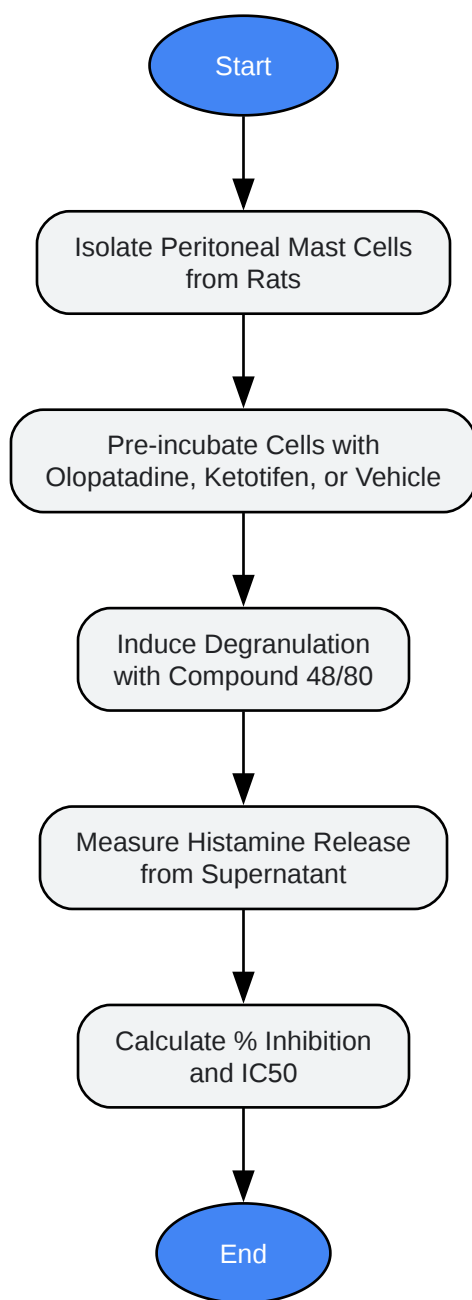 Start
Isolate Peritoneal Mast Cells
from Rats
Pre-incubate Cells with
Olopatadine, Ketotifen, or Vehicle
Induce Degranulation
with Compound 48/80
Measure Histamine Release
from Supernatant
Calculate % Inhibition
and IC50
End